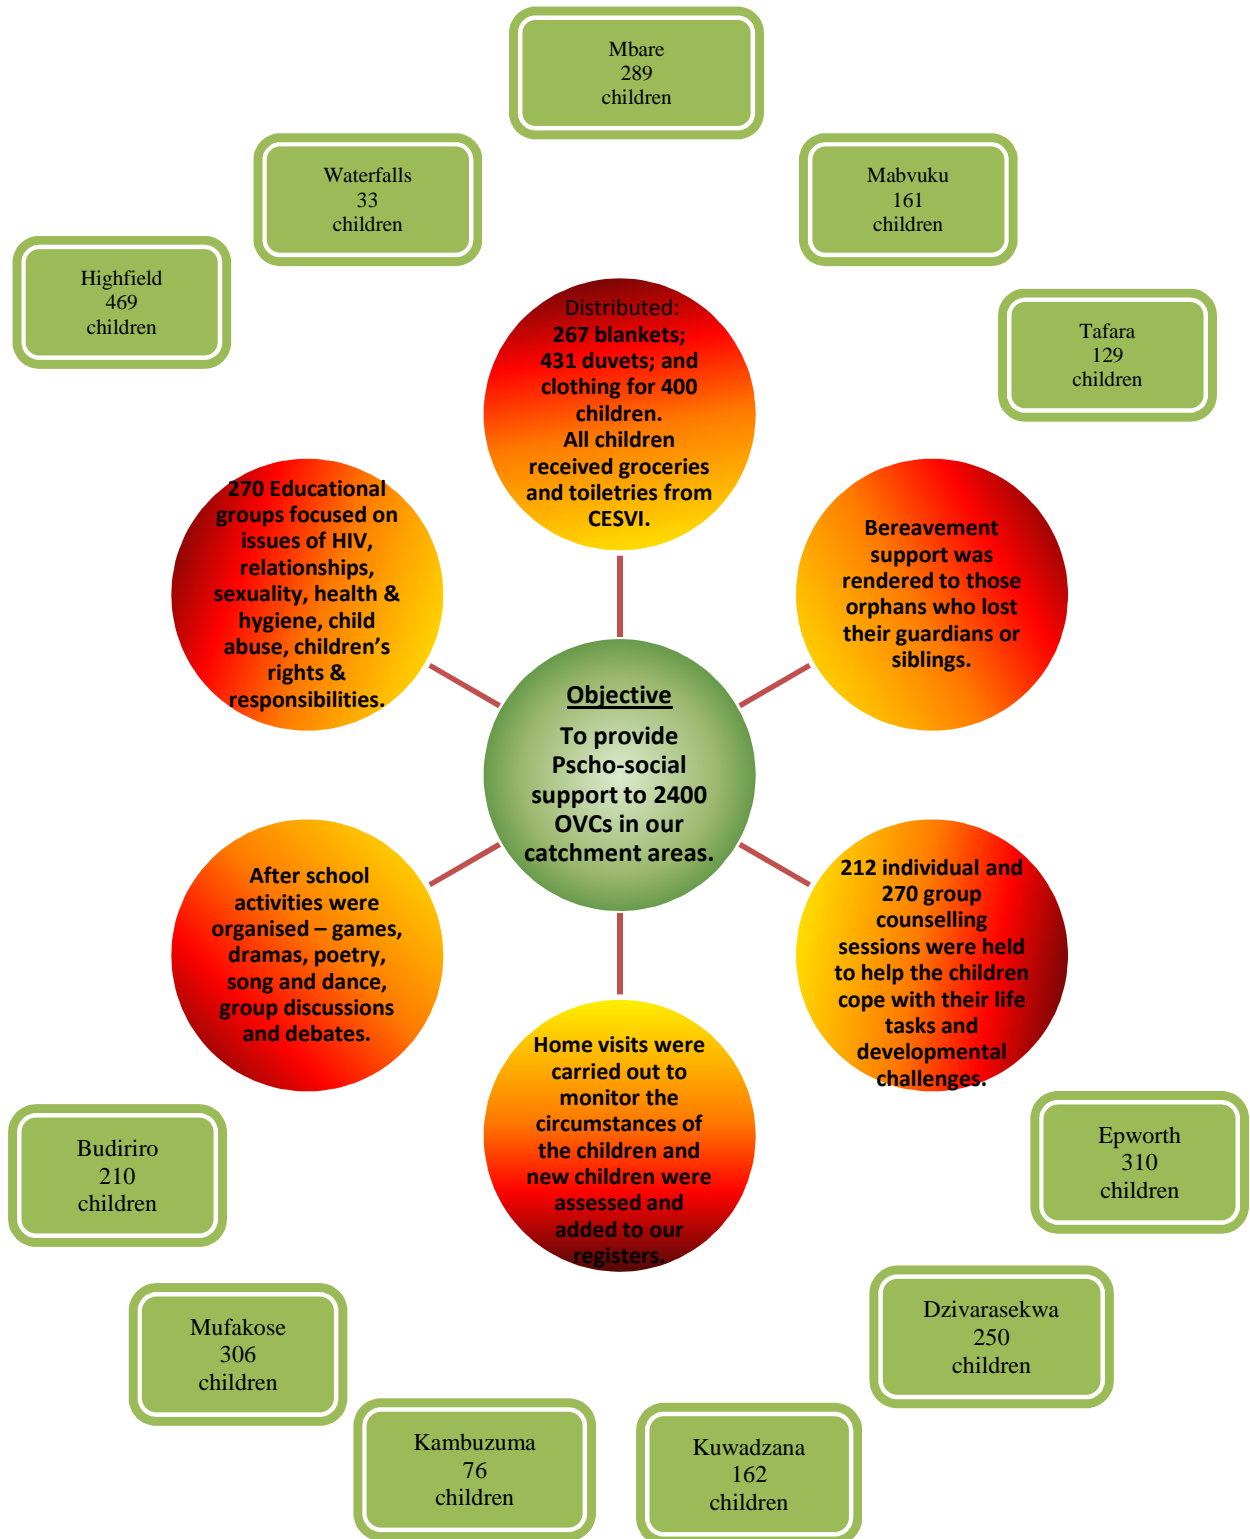 Mbare
289
children
Waterfalls
33
children
Mabvuku
161
children
Highfield
469
children
Tafara
129
children
Distributed:
267 blankets;
431 duvets; and
clothing for 400
children.
All children
received groceries
and toiletries from
CESVI.
270 Educational
groups focused on
issues of HIV,
relationships,
sexuality, health &
hygiene, child
abuse, children’s
rights &
responsibilities.
Bereavement
support was
rendered to those
orphans who lost
their guardians or
siblings.
Objective
To provide
Pscho-social
support to 2400
OVCs in our
catchment areas.
After school
activities were
organised – games,
dramas, poetry,
song and dance,
group discussions
and debates.
212 individual and
270 group
counselling
sessions were held
to help the children
cope with their life
tasks and
developmental
challenges.
Home visits were
carried out to
monitor the
circumstances of
the children and
new children were
assessed and
added to our
registers.
Budiriro
210
children
Epworth
310
children
Mufakose
306
children
Dzivarasekwa
250
children
Kambuzuma
76
children
Kuwadzana
162
children